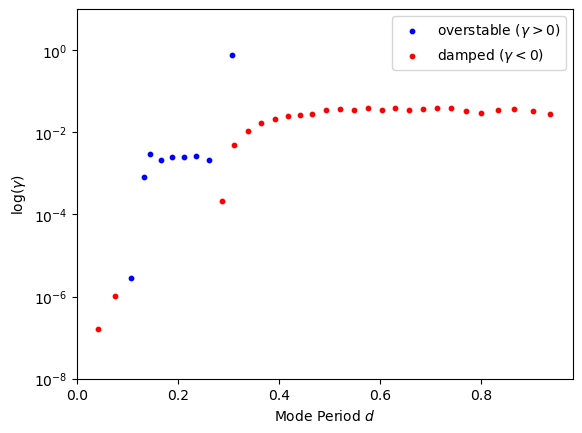 overstable (γ > 0)
damped (γ < 0)
10⁰
10⁻²
10⁻⁴
10⁻⁶
10⁻⁸
log(γ)
0.0 0.2 0.4 0.6 0.8
Mode Period d